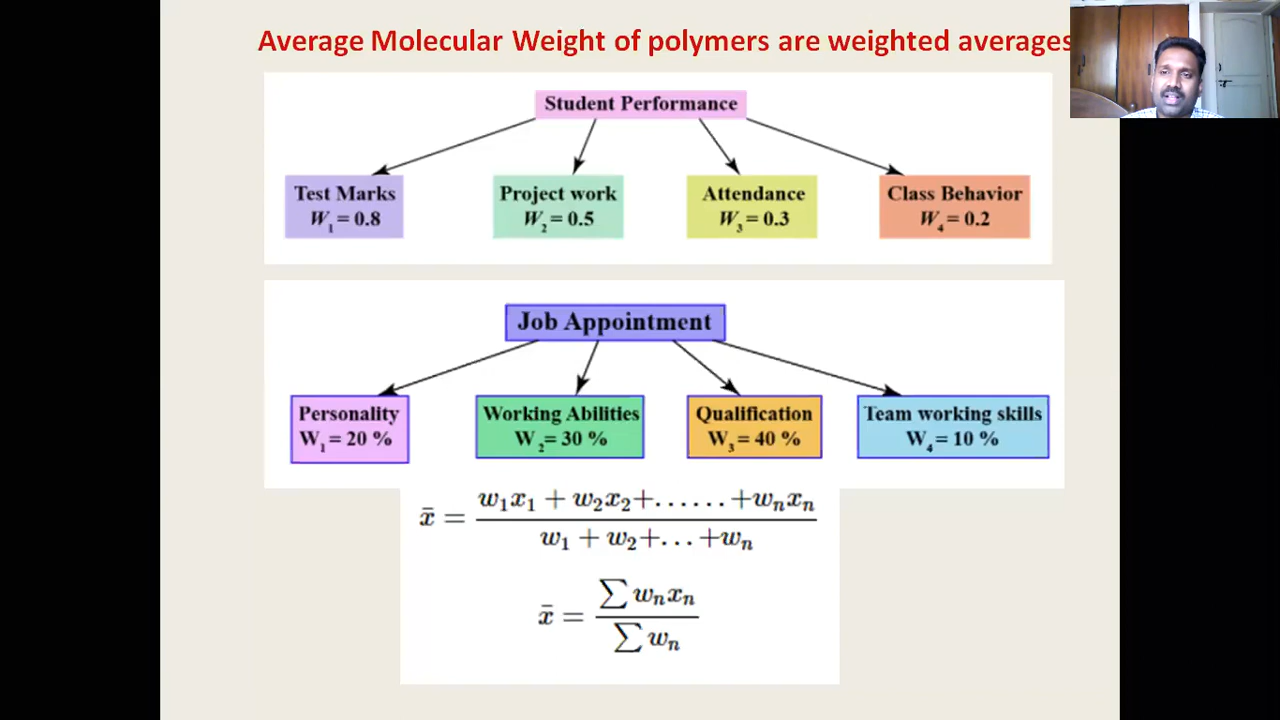 Average Molecular Weight of polymers are weighted averages
Student Performance
Test Marks
W₁ = 0.8
Project work
W₂ = 0.5
Attendance
W₃ = 0.3
Class Behavior
W₄ = 0.2
Job Appointment
Personality
W₁ = 20 %
Working Abilities
W₂= 30 %
Qualification
W₃ = 40 %
Team working skills
W₄ = 10 %
x̄ = (w₁x₁ + w₂x₂+......+wₙxₙ) / (w₁ + w₂+...+wₙ)
x̄ = ∑ wₙxₙ / ∑ wₙ